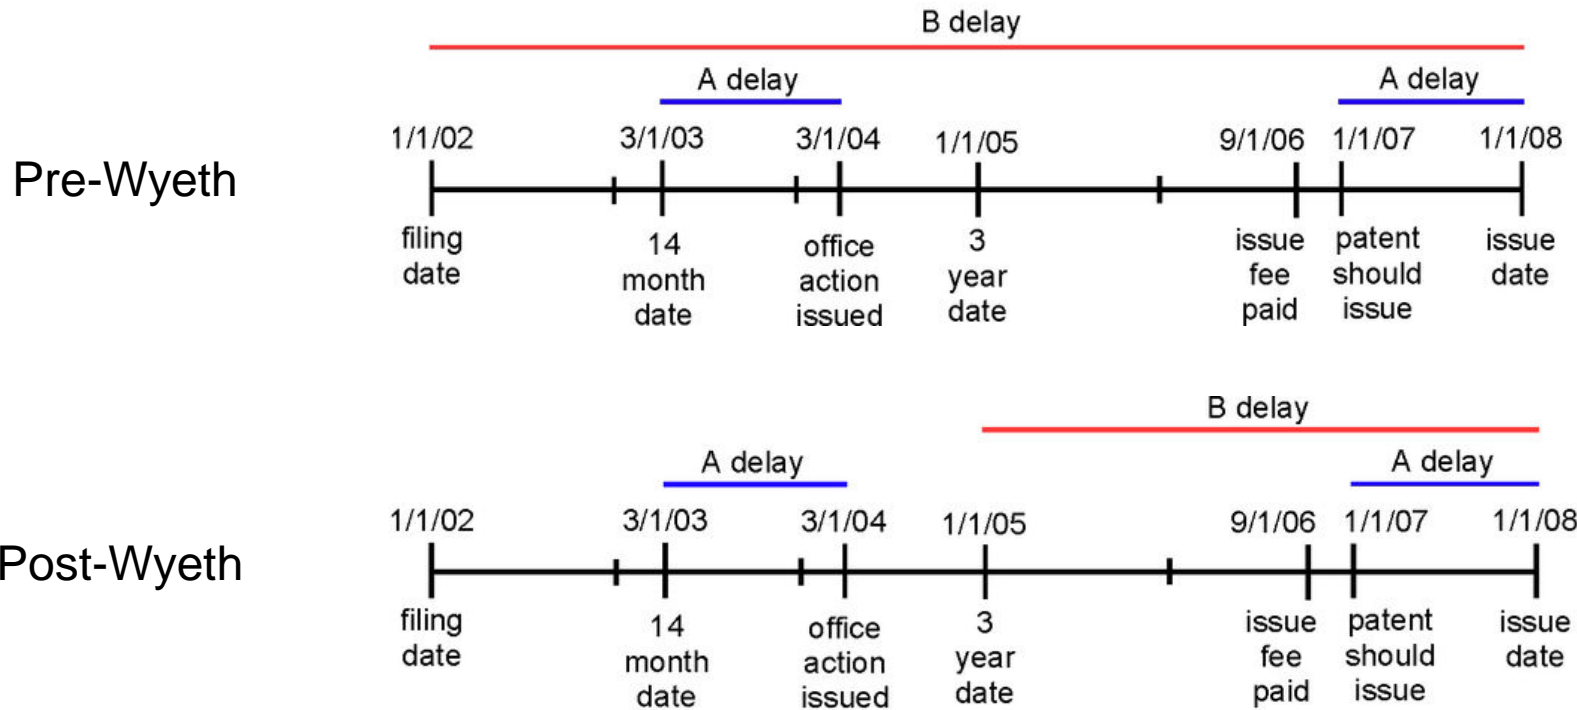 B delay
A delay A delay
1/1/02 3/1/03 3/1/04 1/1/05 9/1/06 1/1/07 1/1/08
Pre-Wyeth
filing 14 office 3 issue patent issue
date month action year fee should date
date issued date paid issue
B delay
A delay A delay
1/1/02 3/1/03 3/1/04 1/1/05 9/1/06 1/1/07 1/1/08
Post-Wyeth
filing 14 office 3 issue patent issue
date month action year fee should date
date issued date paid issue